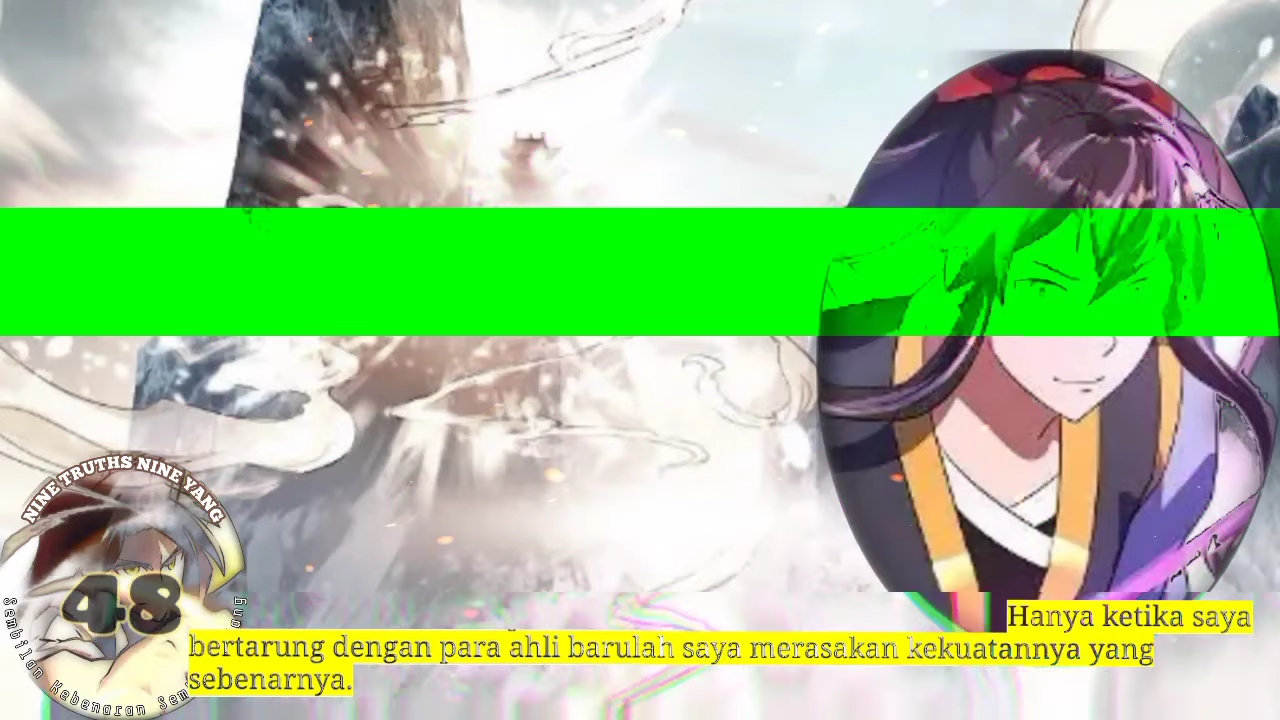 NINE TRUTHS NINE YANG
48
Sembilan Kebenaran Sem
ang
Hanya ketika saya
bertarung dengan para ahli barulah saya merasakan kekuatannya yang
sebenarnya.